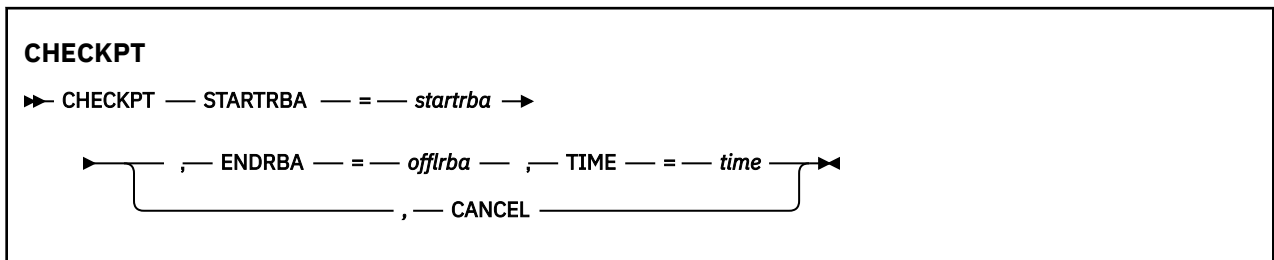 CHECKPT
CHECKPT STARTRBA = startrba
, ENDRBA = offlrba , TIME = time
, CANCEL